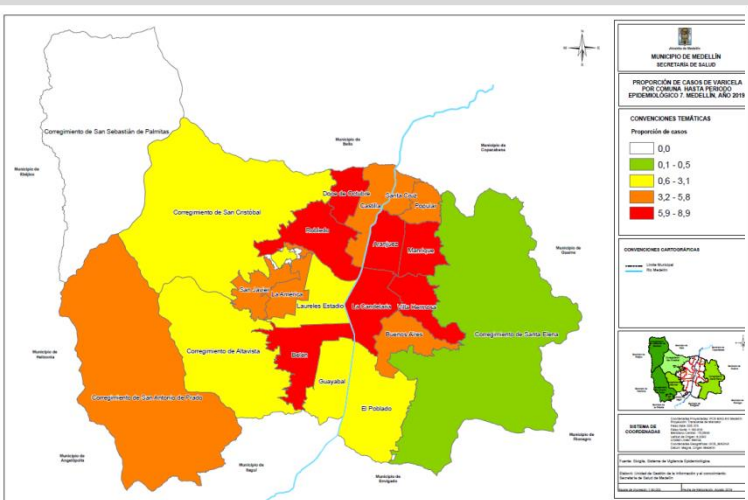 Alcaldía de Medellín
MUNICIPIO DE MEDELLÍN
SECRETARÍA DE SALUD
PROPORCIÓN DE CASOS DE VARICELA
POR COMUNA HASTA PERIODO
EPIDEMIOLÓGICO 7. MEDELLÍN, AÑO 2019
CONVENCIONES TEMÁTICAS
Proporción de casos
0,0
0,1 - 0,5
0,6 - 3,1
3,2 - 5,8
5,9 - 8,9
CONVENCIONES CARTOGRÁFICAS
Límite Municipal
Río Medellín
SISTEMA DE
COORDENADAS
Corregimiento de San Sebastián de Palmitas
Municipio de
Bello
Municipio de
Copacabana
Municipio de
Doce de Octubre
Santa Cruz
Castilla
Popular
Corregimiento de San Cristóbal
Robledo
Aranjuez
Manrique
Municipio de
Guarne
San Javier
La América
Laureles Estadio
La Candelaria
Villa Hermosa
Buenos Aires
Corregimiento de Santa Elena
Municipio de
Heliconia
Corregimiento de Altavista
Belén
Guayabal
Corregimiento de San Antonio de Prado
El Poblado
Municipio de
Rionegro
Municipio de
Angelópolis
Municipio de
Itagüí
Municipio de
Envigado